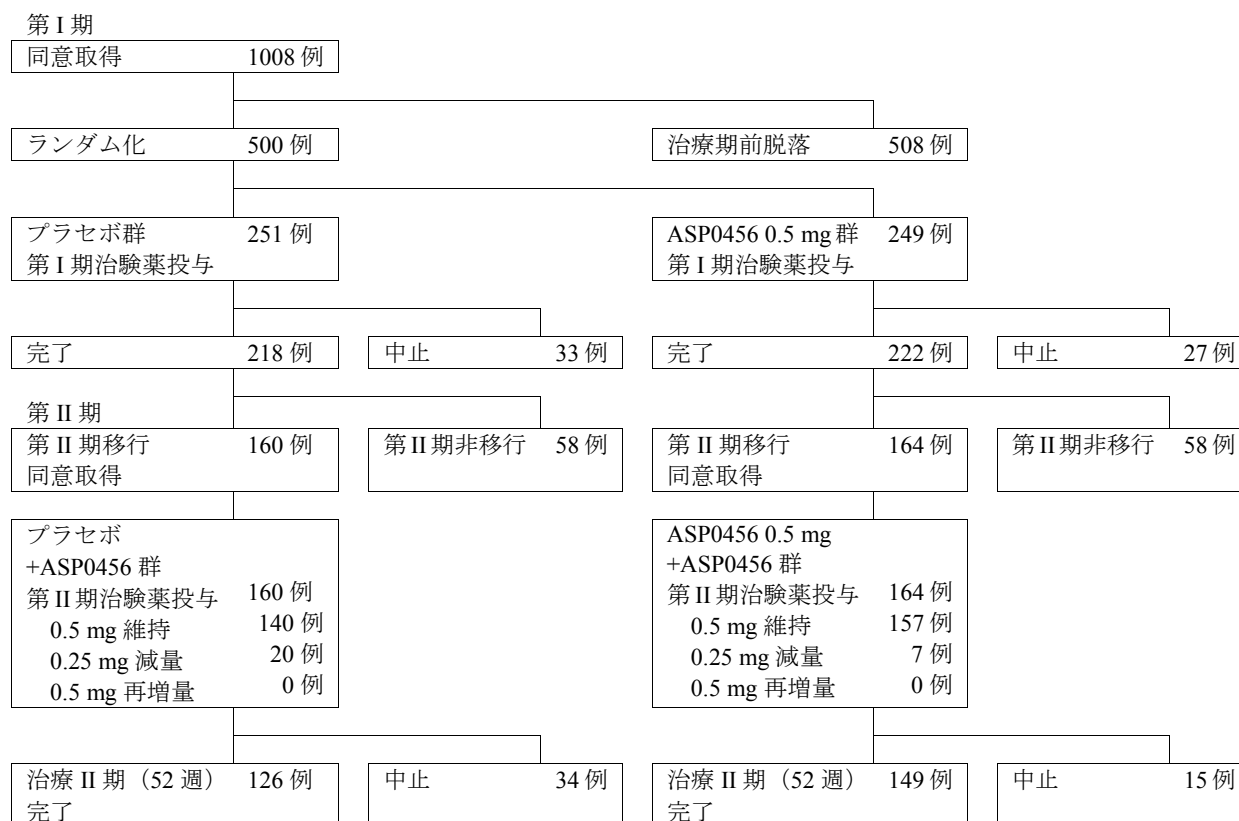 第 I 期
同意取得 1008 例
ランダム化 500 例
治療期前脱落 508 例
プラセボ群 251 例
第 I 期治験薬投与
ASP0456 0.5 mg 群 249 例
第 I 期治験薬投与
完了 218 例
中止 33 例
完了 222 例
中止 27 例
第 II 期
第 II 期移行 160 例
同意取得
第 II 期非移行 58 例
第 II 期移行 164 例
同意取得
第 II 期非移行 58 例
プラセボ
+ASP0456 群
第 II 期治験薬投与 160 例
0.5 mg 維持 140 例
0.25 mg 減量 20 例
0.5 mg 再増量 0 例
ASP0456 0.5 mg
+ASP0456 群
第 II 期治験薬投与 164 例
0.5 mg 維持 157 例
0.25 mg 減量 7 例
0.5 mg 再増量 0 例
治療 II 期（52 週） 126 例
完了
中止 34 例
治療 II 期（52 週） 149 例
完了
中止 15 例